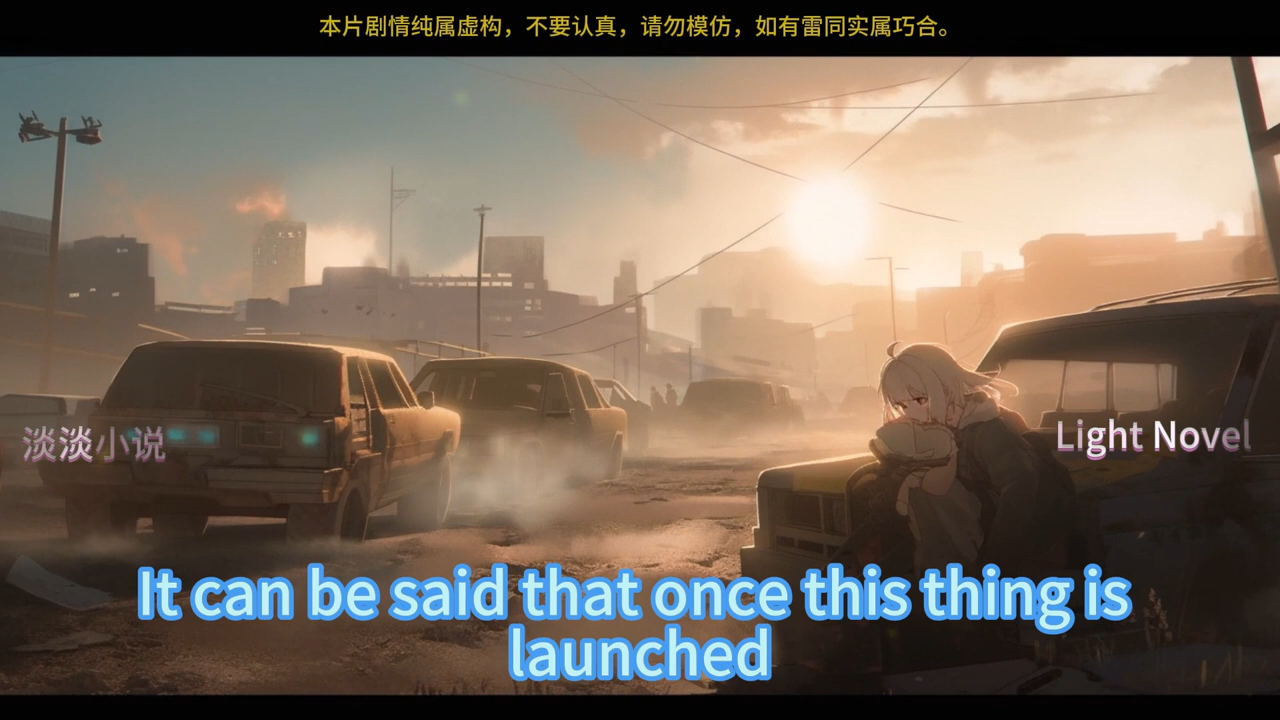 本片剧情纯属虚构，不要认真，请勿模仿，如有雷同实属巧合。
淡淡小说
Light Novel
It can be said that once this thing is
launched